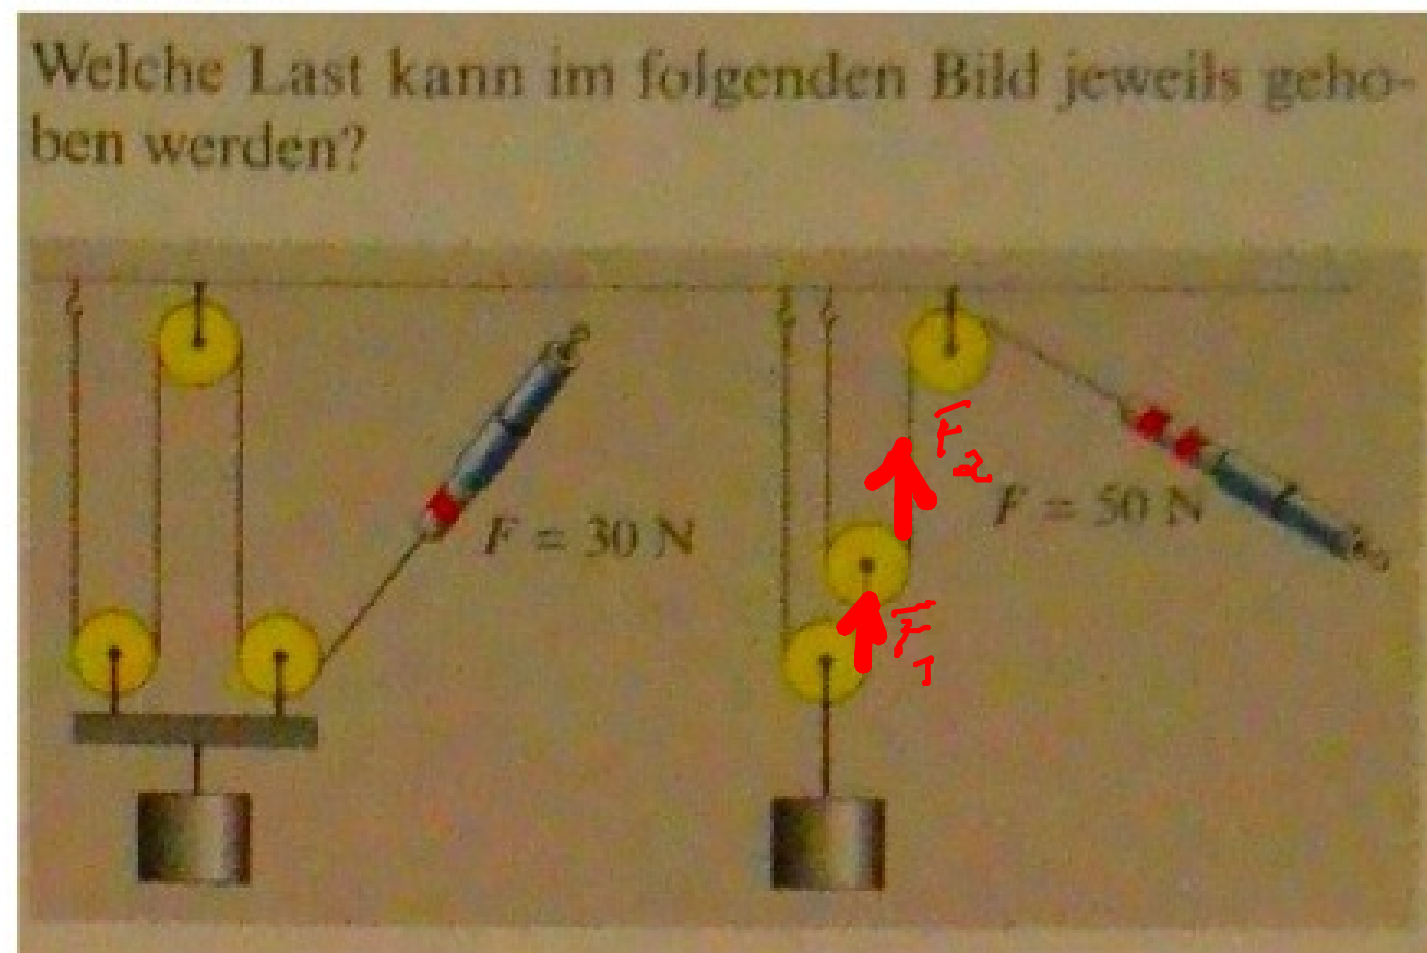 Welche Last kann im folgenden Bild jeweils geho-
ben werden?
F = 30 N
F = 50 N
F₂
F₁